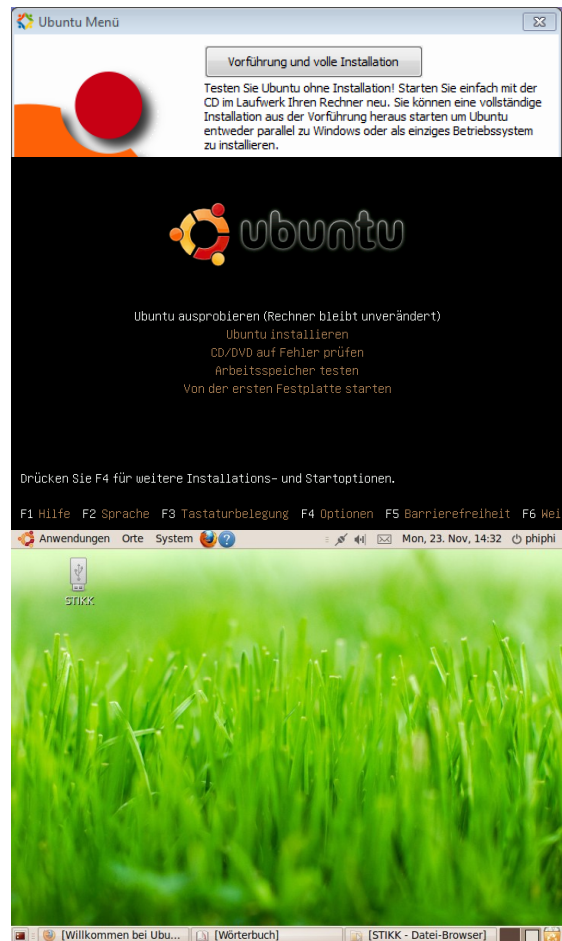 Ubuntu Menü
Vorführung und volle Installation
Testen Sie Ubuntu ohne Installation! Starten Sie einfach mit der
CD im Laufwerk Ihren Rechner neu. Sie können eine vollständige
Installation aus der Vorführung heraus starten um Ubuntu
entweder parallel zu Windows oder als einziges Betriebssystem
zu installieren.
ubuntu
Ubuntu ausprobieren (Rechner bleibt unverändert)
Ubuntu installieren
CD/DVD auf Fehler prüfen
Arbeitsspeicher testen
Von der ersten Festplatte starten
Drücken Sie F4 für weitere Installations- und Startoptionen.
F1 Hilfe F2 Sprache F3 Tastaturbelegung F4 Optionen F5 Barrierefreiheit F6 Wei
Anwendungen Orte System ? Mon, 23. Nov, 14:32 phiphi
STIKK
[Willkommen bei Ubu... [Wörterbuch] [STIKK - Datei-Browser]